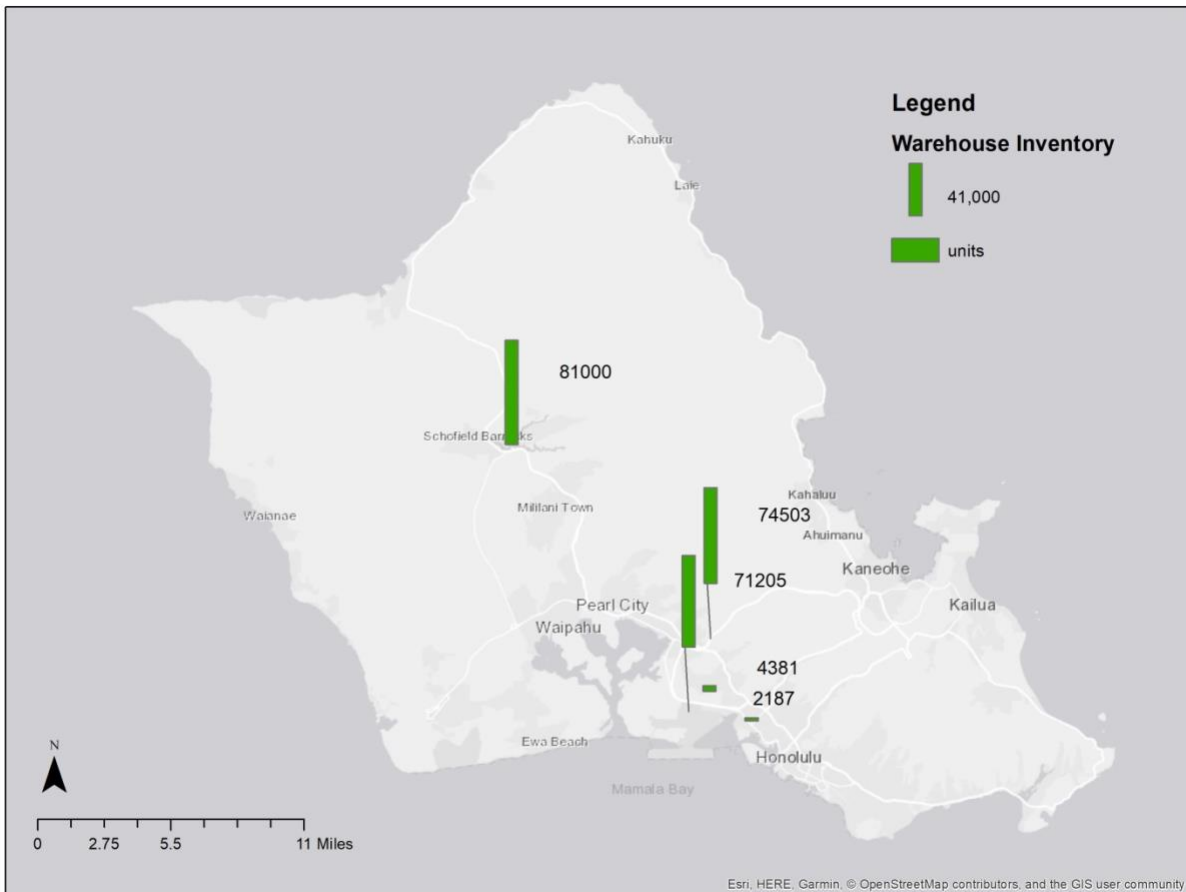 Legend
Warehouse Inventory
41,000
units
Kahuku
Laie
81000
Schofield Barracks
Waianae
Mililani Town
Kahaluu
74503
Ahuimanu
Kaneohe
71205
Pearl City
Kailua
Waipahu
4381
2187
Ewa Beach
Honolulu
Mamala Bay
N
0 2.75 5.5 11 Miles
Esri, HERE, Garmin, © OpenStreetMap contributors, and the GIS user community